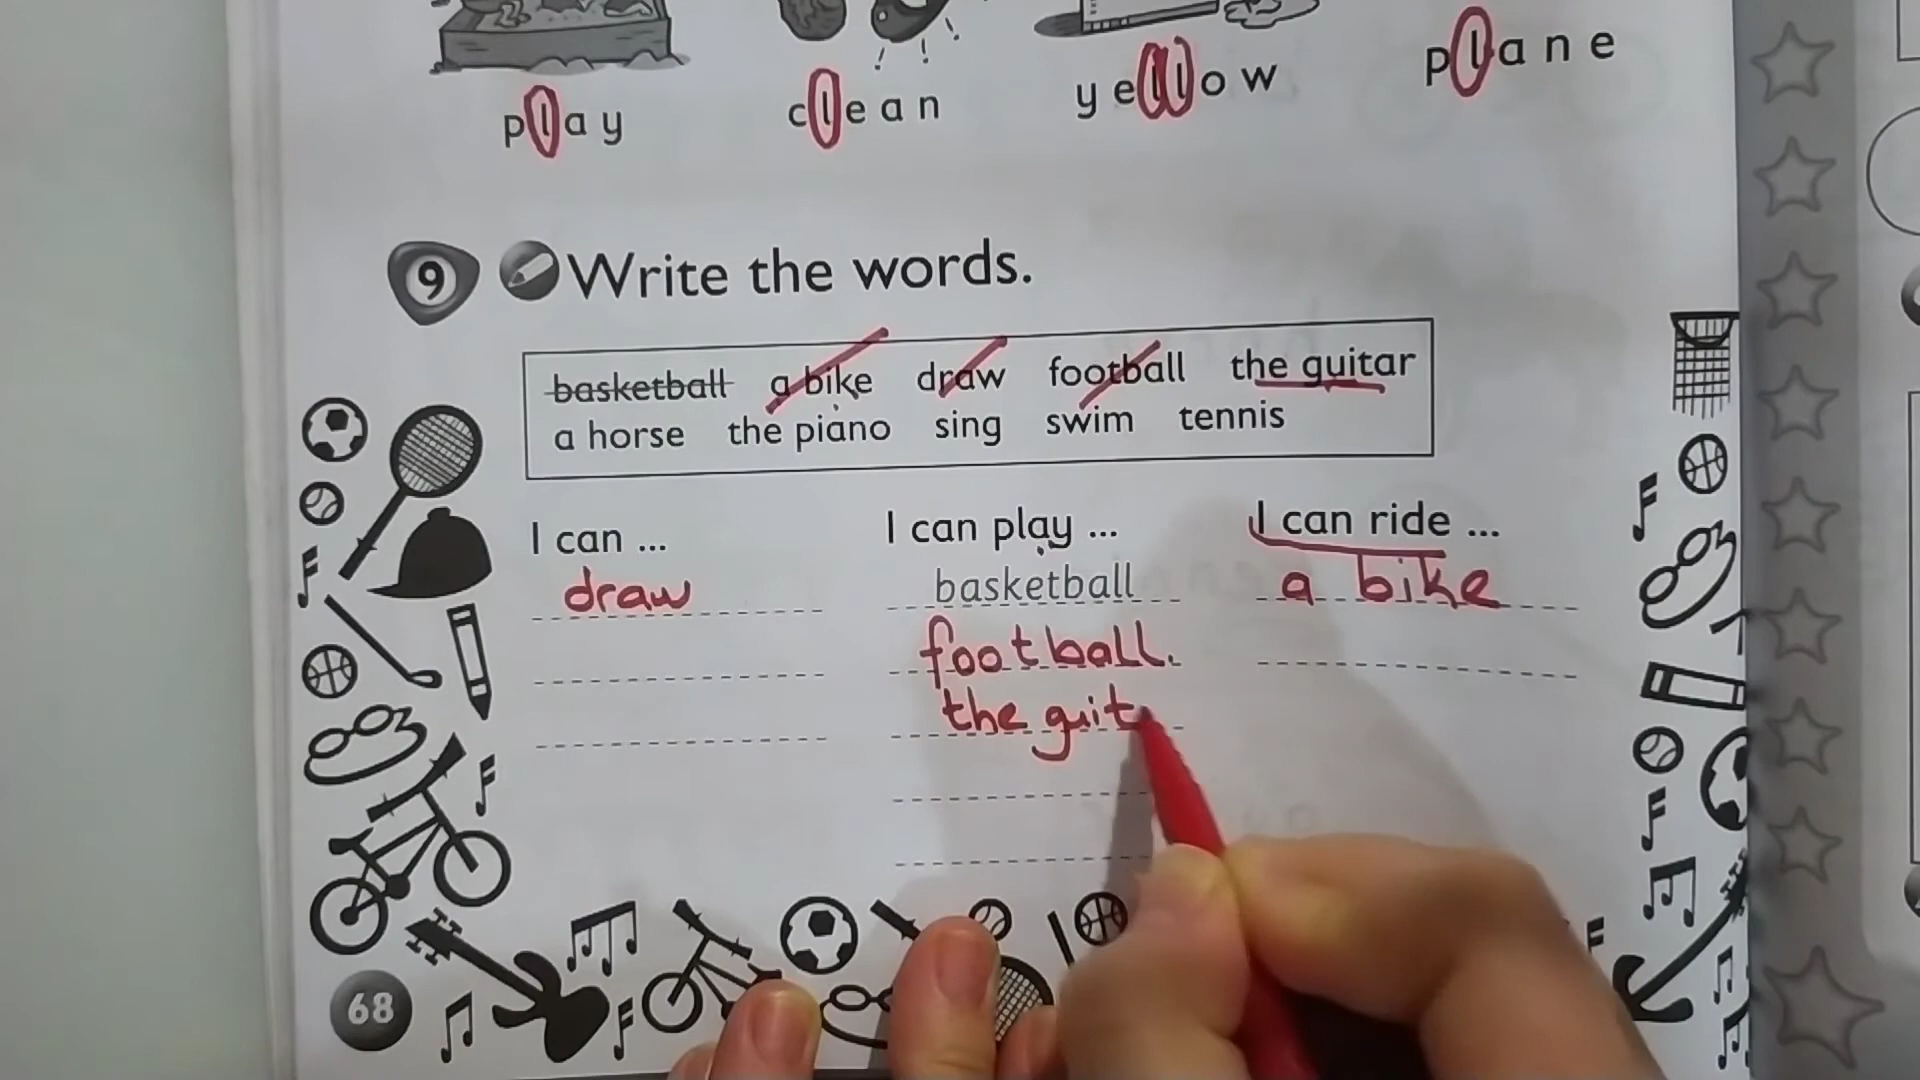 play clean yellow plane
9 Write the words.
basketball a bike draw football the guitar
a horse the piano sing swim tennis
I can ... I can play ... I can ride ...
draw basketball a bike
football.
the guit
68